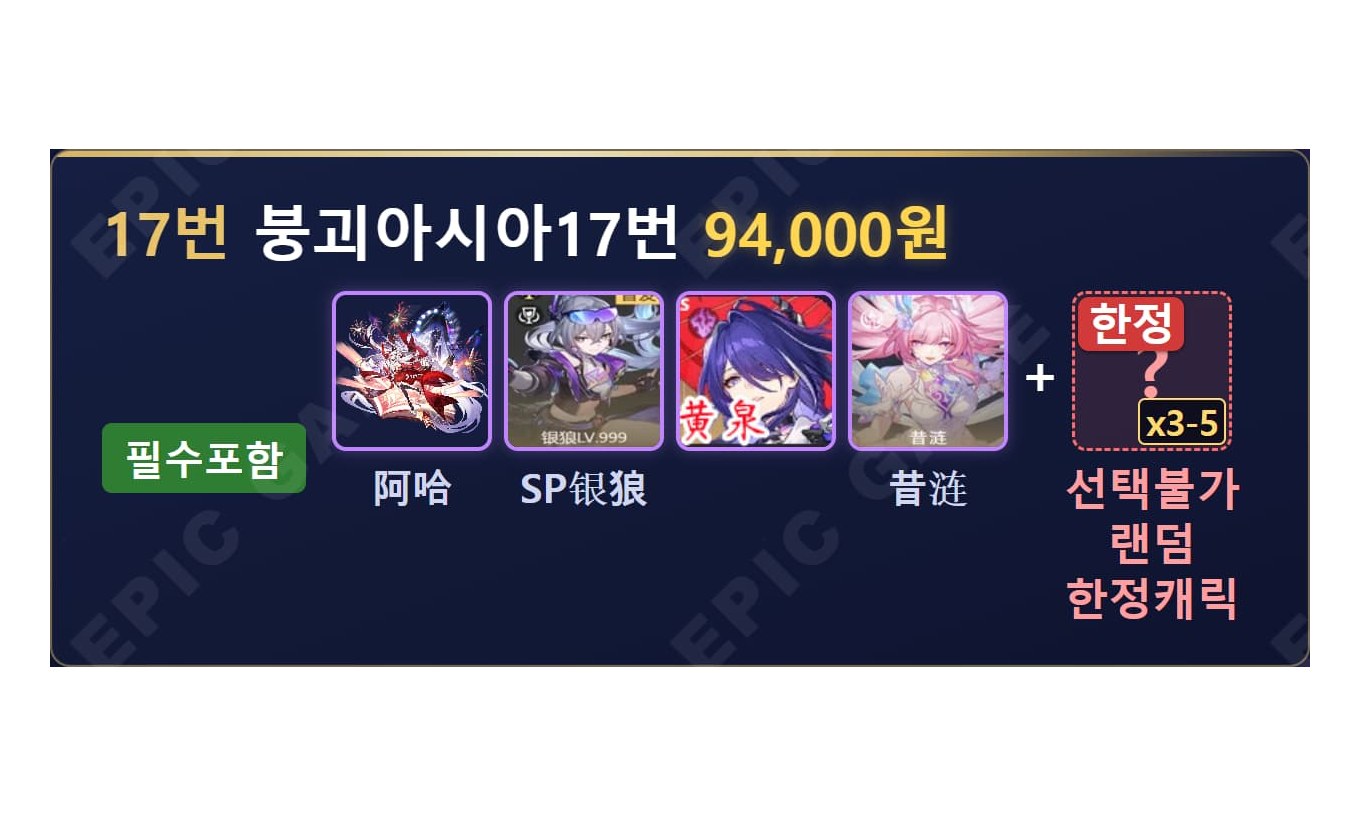 17번 붕괴아시아17번 94,000원
银狼LV.999
黄泉
昔涟
한정
?
x3-5
+
필수포함
阿哈
SP银狼
昔涟
선택불가
랜덤
한정캐릭
EPIC GAME